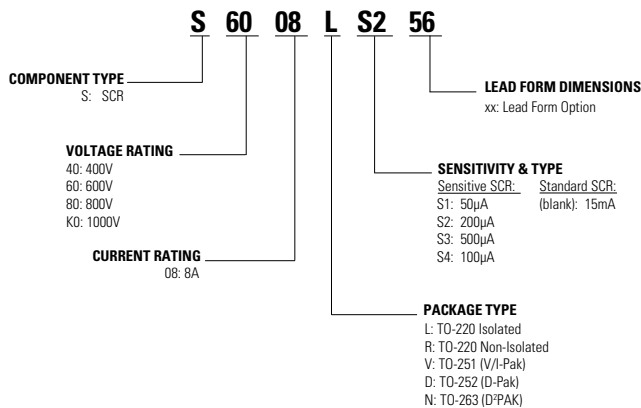 S 60 08 L S2 56
COMPONENT TYPE
S: SCR
VOLTAGE RATING
40: 400V
60: 600V
80: 800V
K0: 1000V
CURRENT RATING
08: 8A
LEAD FORM DIMENSIONS
xx: Lead Form Option
SENSITIVITY & TYPE
Sensitive SCR: Standard SCR:
S1: 50µA (blank): 15mA
S2: 200µA
S3: 500µA
S4: 100µA
PACKAGE TYPE
L: TO-220 Isolated
R: TO-220 Non-Isolated
V: TO-251 (V/I-Pak)
D: TO-252 (D-Pak)
N: TO-263 (D²PAK)